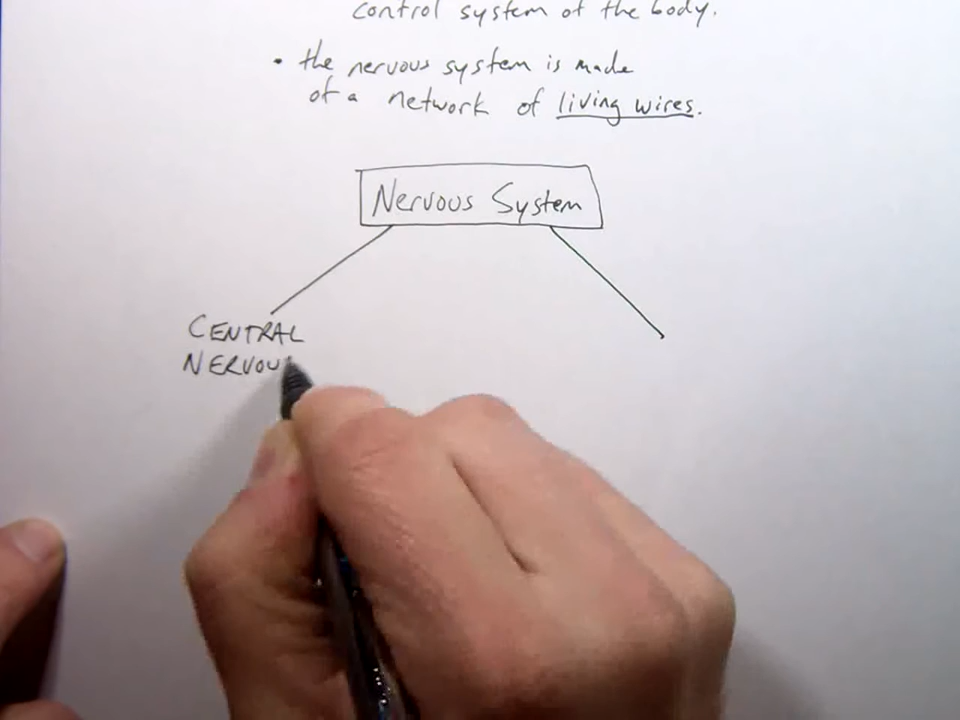 control system of the body.
• the nervous system is made
of a network of living wires.
Nervous System
CENTRAL
NERVOU